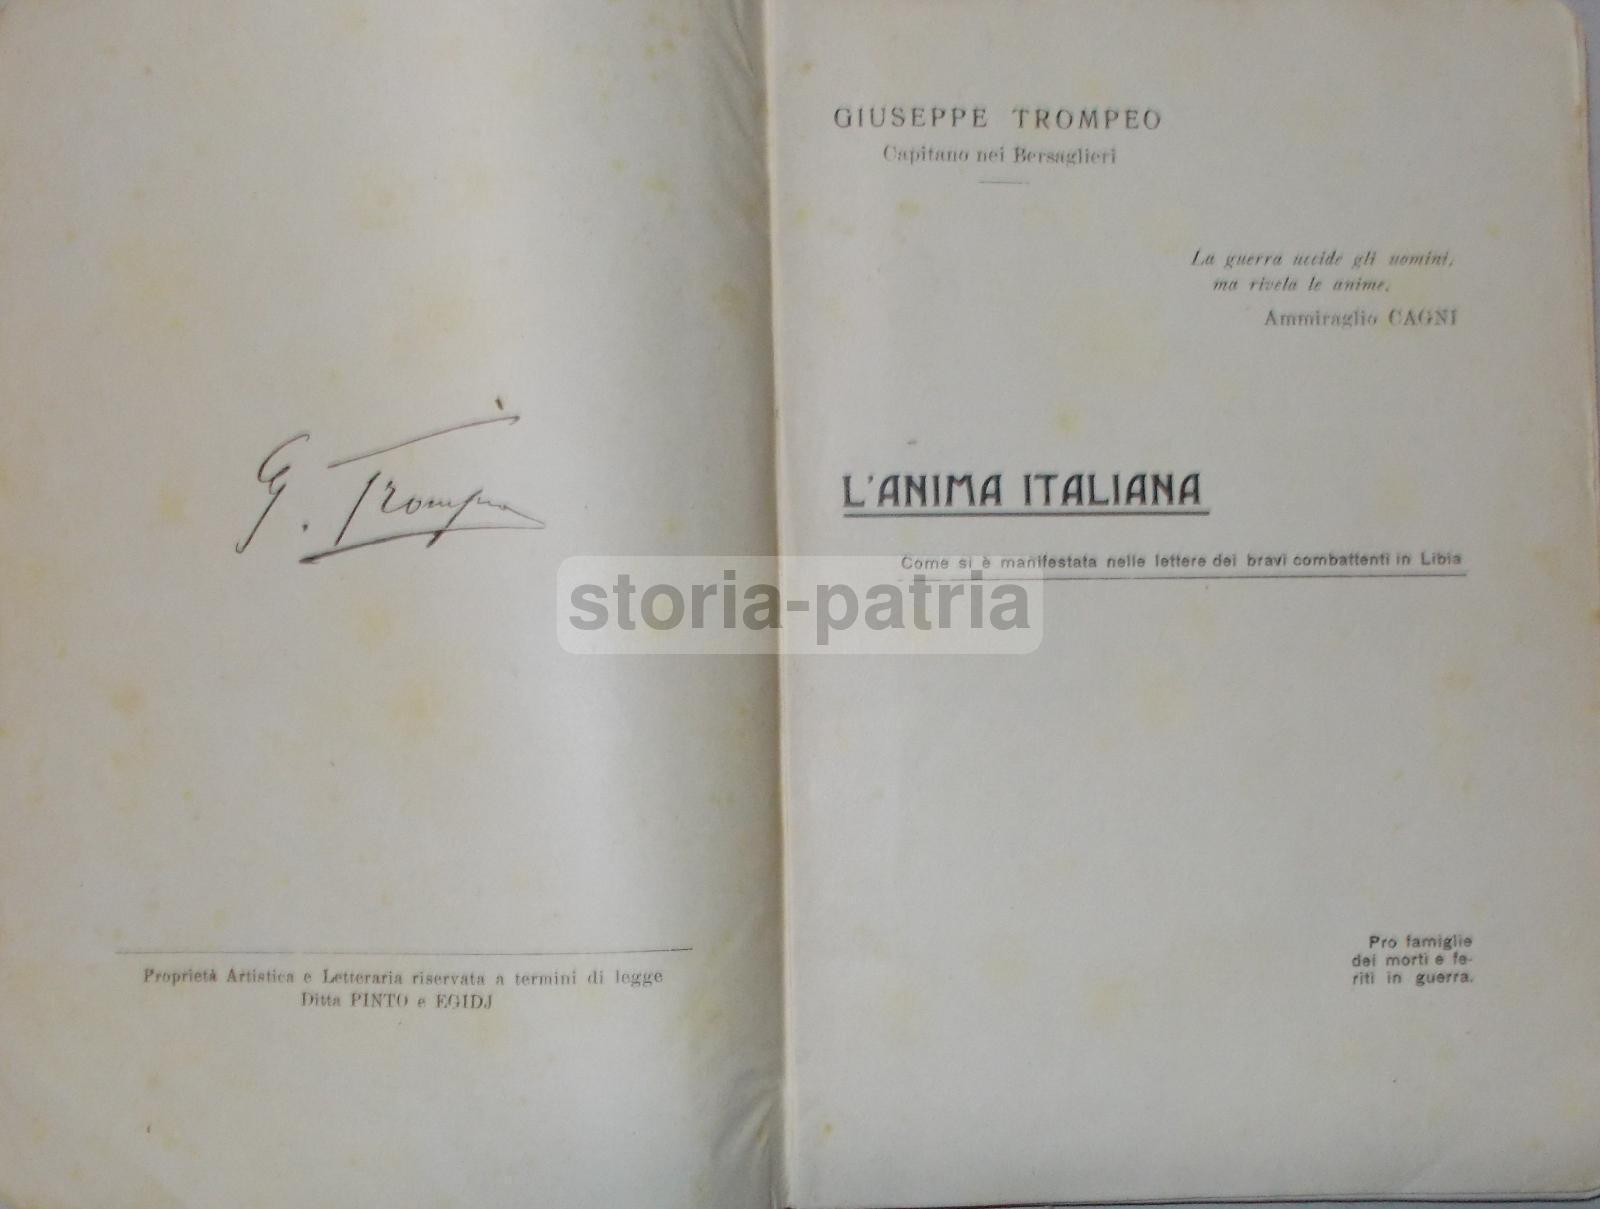 G. Trompeo
Proprietà Artistica e Letteraria riservata a termini di legge
Ditta PINTO e EGIDJ
GIUSEPPE TROMPEO
Capitano nei Bersaglieri
La guerra uccide gli uomini,
ma rivela le anime.
Ammiraglio CAGNI
L'ANIMA ITALIANA
Come si è manifestata nelle lettere dei bravi combattenti in Libia
storia-patria
Pro famiglie
dei morti e fe-
riti in guerra.